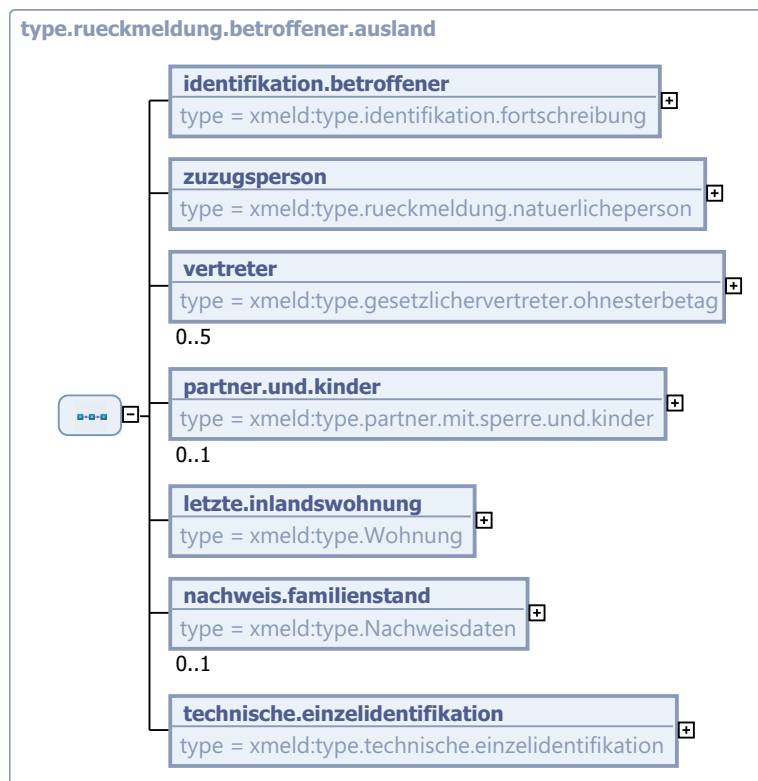 type.rueckmeldung.betroffener.ausland
identifikation.betroffener
type = xmeld:type.identifikation.fortschreibung
zuzugsperson
type = xmeld:type.rueckmeldung.natuerlicheperson
vertreter
type = xmeld:type.gesetzlichervertreter.ohnesterbetag
0..5
partner.und.kinder
type = xmeld:type.partner.mit.sperre.und.kinder
0..1
letzte.inlandswohnung
type = xmeld:type.Wohnung
nachweis.familienstand
type = xmeld:type.Nachweisdaten
0..1
technische.einzelidentifikation
type = xmeld:type.technische.einzelidentifikation